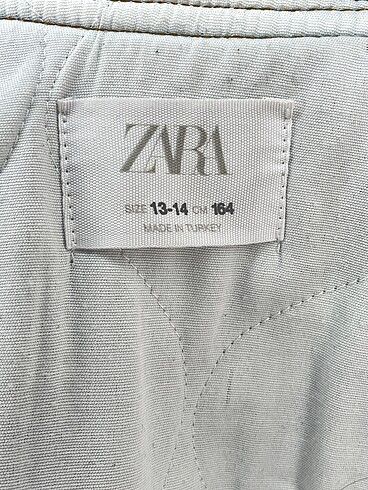 ZARA
SIZE 13-14 CM 164
MADE IN TURKEY